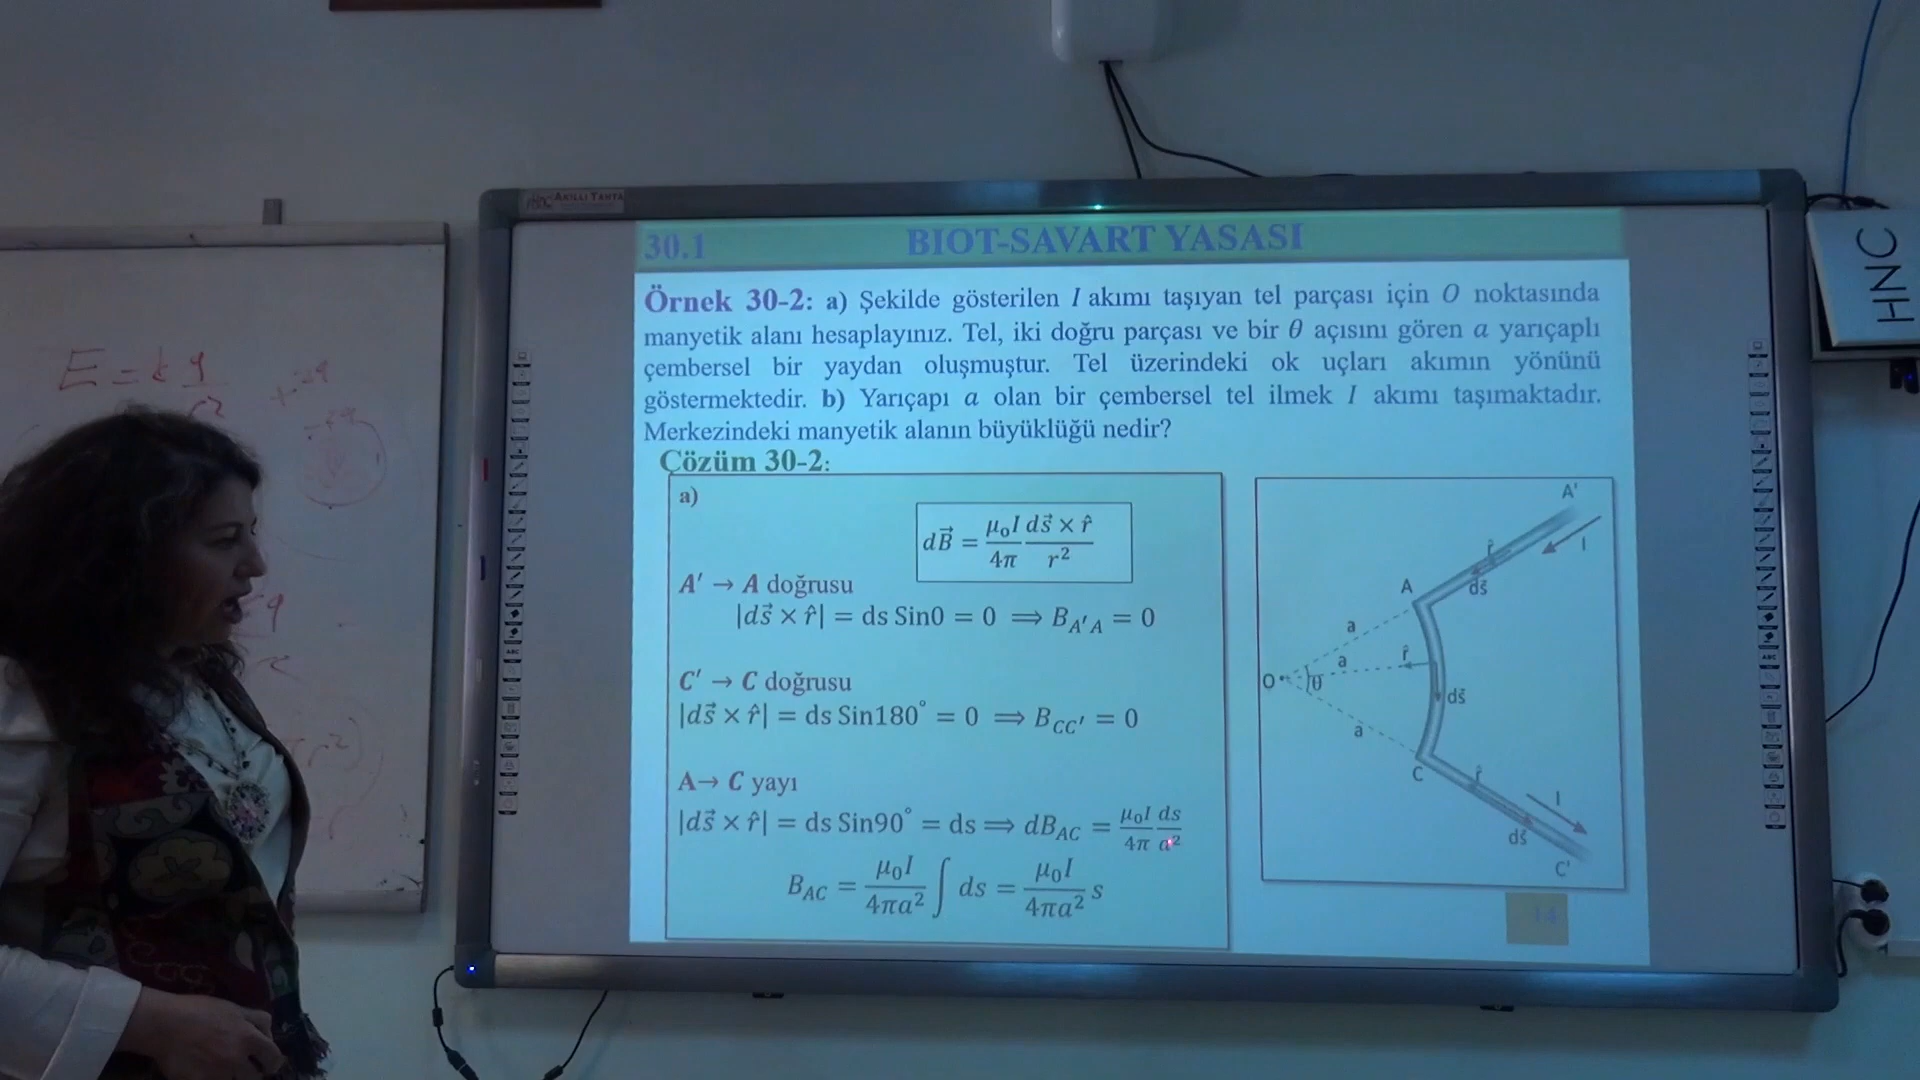 AKILLI TAHTA
HNC
30.1 BIOT-SAVART YASASI
Örnek 30-2: a) Şekilde gösterilen I akımı taşıyan tel parçası için O noktasında
manyetik alanı hesaplayınız. Tel, iki doğru parçası ve bir θ açısını gören a yarıçaplı
çembersel bir yaydan oluşmuştur. Tel üzerindeki ok uçları akımın yönünü
göstermektedir. b) Yarıçapı a olan bir çembersel tel ilmek I akımı taşımaktadır.
Merkezindeki manyetik alanın büyüklüğü nedir?
Çözüm 30-2:
a)
dB⃗ = μ₀I/4π ds⃗ × r̂/r²
A′ → A doğrusu
|ds⃗ × r̂| = ds Sin0 = 0 ⟹ B_A′A = 0
C′ → C doğrusu
|ds⃗ × r̂| = ds Sin180° = 0 ⟹ B_CC′ = 0
A→ C yayı
|ds⃗ × r̂| = ds Sin90° = ds ⟹ dB_AC = μ₀I/4π ds/a²
B_AC = μ₀I/4πa² ∫ ds = μ₀I/4πa² s
A'
I
r̂
ds⃗
A
a
a
r̂
O
θ
ds⃗
a
C
r̂
I
ds⃗
C'
14
E = k q/r²